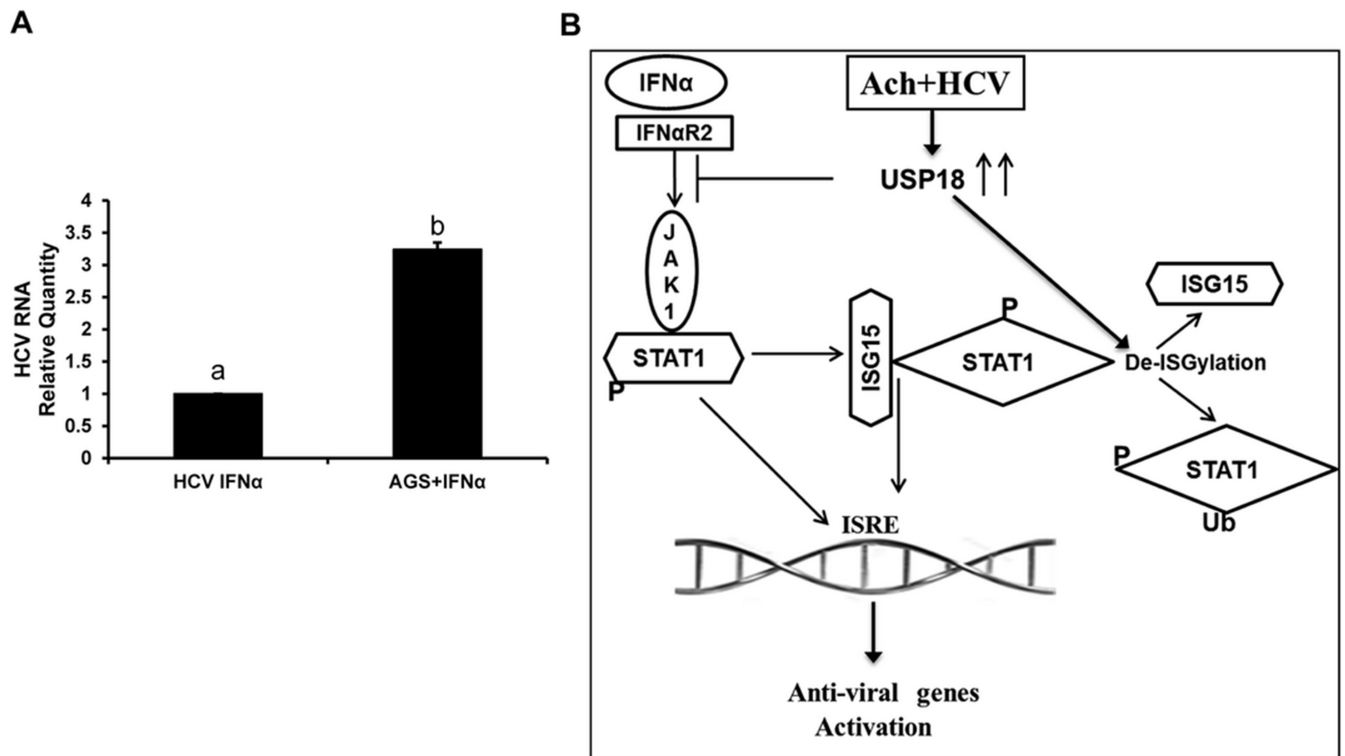 A
HCV RNA
Relative Quantity
4
3.5
3
2.5
2
1.5
1
0.5
0
a
b
HCV IFNα
AGS+IFNα
B
IFNα
Ach+HCV
IFNαR2
USP18
J
A
K
1
ISG15
P
STAT1
P
ISG15
STAT1
De-ISGylation
P
STAT1
Ub
ISRE
Anti-viral genes
Activation